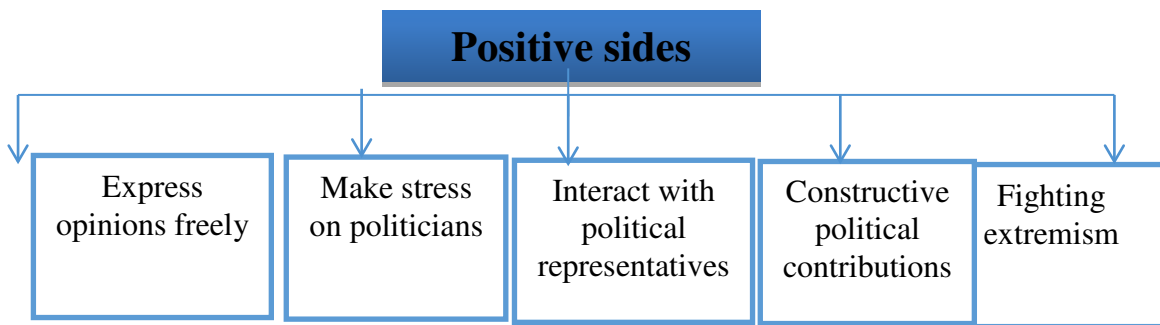 Positive sides
Express
opinions freely
Make stress
on politicians
Interact with
political
representatives
Constructive
political
contributions
Fighting
extremism